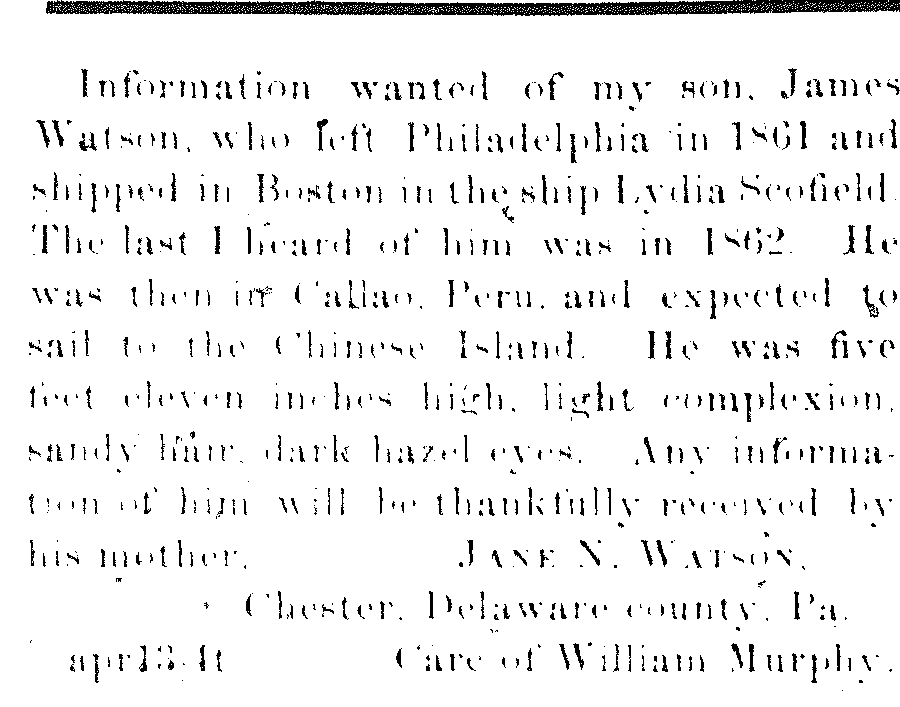 Information wanted of my son, James
Watson, who left Philadelphia in 1861 and
shipped in Boston in the ship Lydia Scofield.
The last I heard of him was in 1862. He
was then in Callao, Peru, and expected to
sail to the Chinese Island. He was five
feet eleven inches high, light complexion,
sandy hair, dark hazel eyes. Any informa-
tion of him will be thankfully received by
his mother, JANE N. WATSON,
Chester, Delaware county, Pa.
apr13-4t Care of William Murphy.